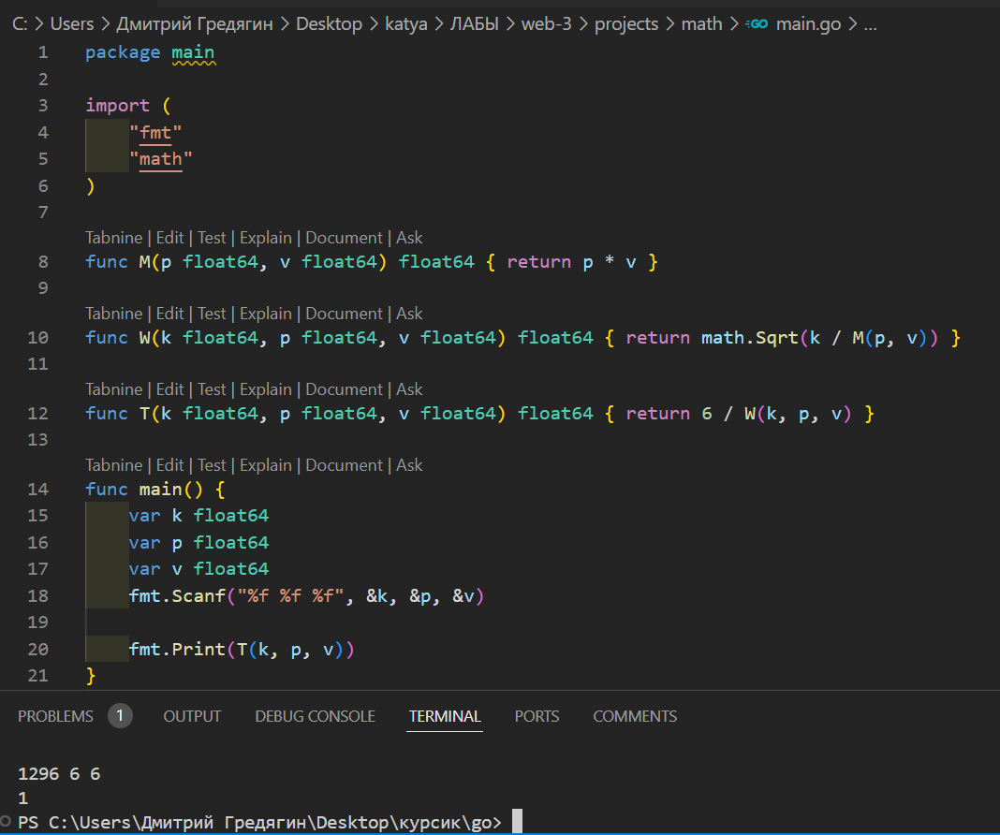 C: > Users > Дмитрий Гредягин > Desktop > katya > ЛАБЫ > web-3 > projects > math > GO main.go > ...
1 package main
2
3 import (
4 "fmt"
5 "math"
6 )
7
Tabnine | Edit | Test | Explain | Document | Ask
8 func M(p float64, v float64) float64 { return p * v }
9
Tabnine | Edit | Test | Explain | Document | Ask
10 func W(k float64, p float64, v float64) float64 { return math.Sqrt(k / M(p, v)) }
11
Tabnine | Edit | Test | Explain | Document | Ask
12 func T(k float64, p float64, v float64) float64 { return 6 / W(k, p, v) }
13
Tabnine | Edit | Test | Explain | Document | Ask
14 func main() {
15 var k float64
16 var p float64
17 var v float64
18 fmt.Scanf("%f %f %f", &k, &p, &v)
19
20 fmt.Print(T(k, p, v))
21 }
PROBLEMS 1 OUTPUT DEBUG CONSOLE TERMINAL PORTS COMMENTS
1296 6 6
1
PS C:\Users\Дмитрий Гредягин\Desktop\курсик\go>